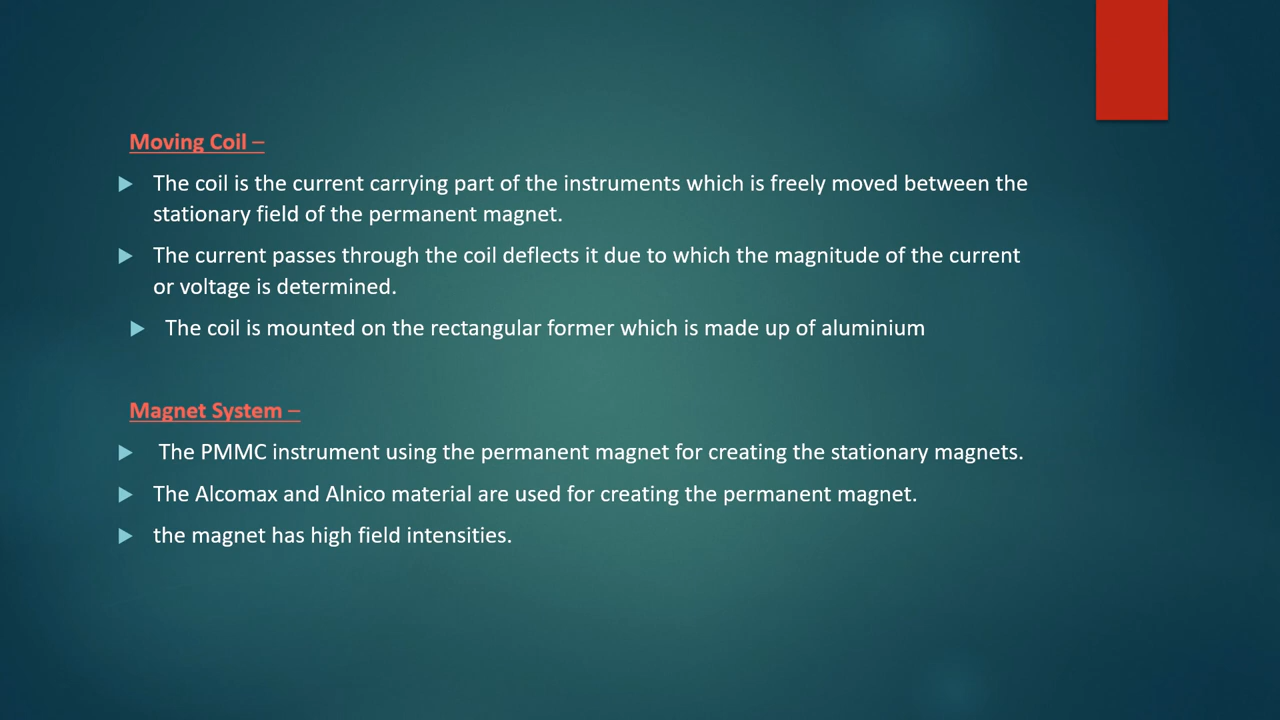 Moving Coil –
The coil is the current carrying part of the instruments which is freely moved between the
stationary field of the permanent magnet.
The current passes through the coil deflects it due to which the magnitude of the current
or voltage is determined.
The coil is mounted on the rectangular former which is made up of aluminium
Magnet System –
The PMMC instrument using the permanent magnet for creating the stationary magnets.
The Alcomax and Alnico material are used for creating the permanent magnet.
the magnet has high field intensities.